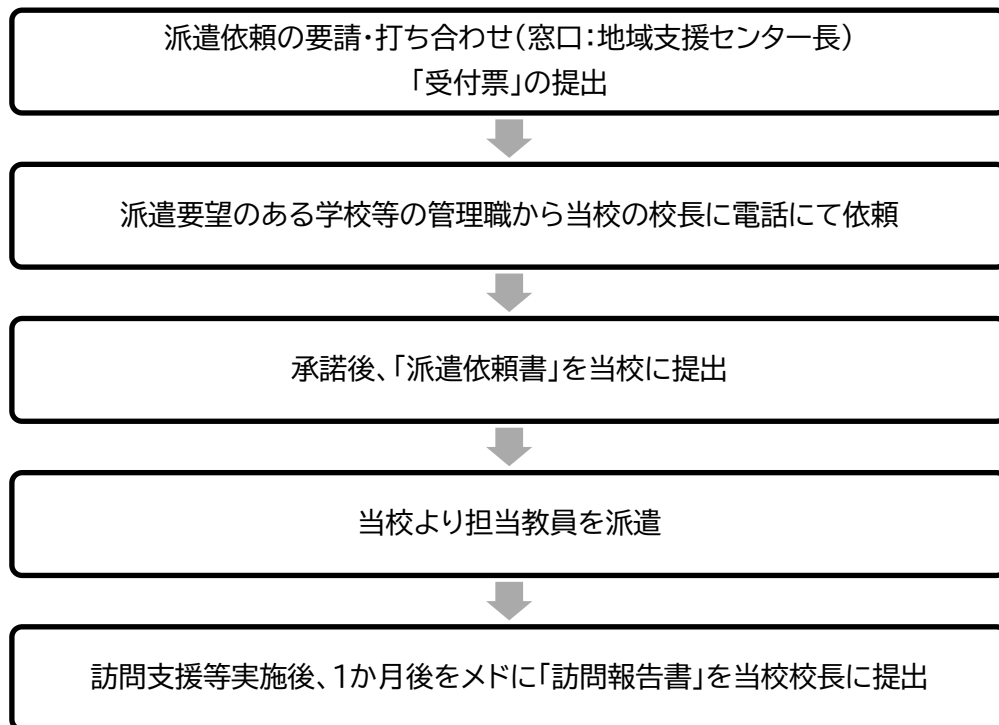 派遣依頼の要請・打ち合わせ(窓口:地域支援センター長)
「受付票」の提出
派遣要望のある学校等の管理職から当校の校長に電話にて依頼
承諾後、「派遣依頼書」を当校に提出
当校より担当教員を派遣
訪問支援等実施後、1か月後をメドに「訪問報告書」を当校校長に提出